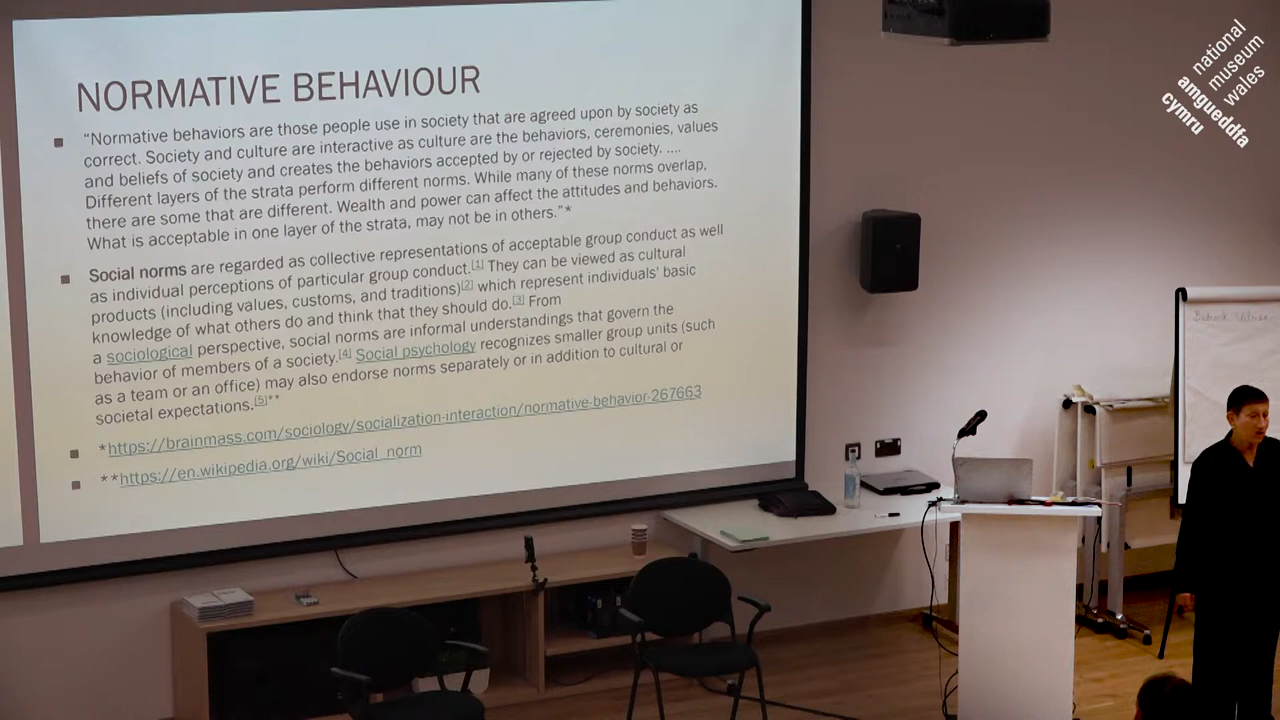 NORMATIVE BEHAVIOUR
“Normative behaviors are those people use in society that are agreed upon by society as
correct. Society and culture are interactive as culture are the behaviors, ceremonies, values
and beliefs of society and creates the behaviors accepted by or rejected by society. ....
Different layers of the strata perform different norms. While many of these norms overlap,
there are some that are different. Wealth and power can affect the attitudes and behaviors.
What is acceptable in one layer of the strata, may not be in others.”*
Social norms are regarded as collective representations of acceptable group conduct as well
as individual perceptions of particular group conduct.[1] They can be viewed as cultural
products (including values, customs, and traditions)[2] which represent individuals' basic
knowledge of what others do and think that they should do.[3] From
a sociological perspective, social norms are informal understandings that govern the
behavior of members of a society.[4] Social psychology recognizes smaller group units (such
as a team or an office) may also endorse norms separately or in addition to cultural or
societal expectations.[5]**
*https://brainmass.com/sociology/socialization-interaction/normative-behavior-267663
**https://en.wikipedia.org/wiki/Social_norm
national
museum
wales
amgueddfa
cymru